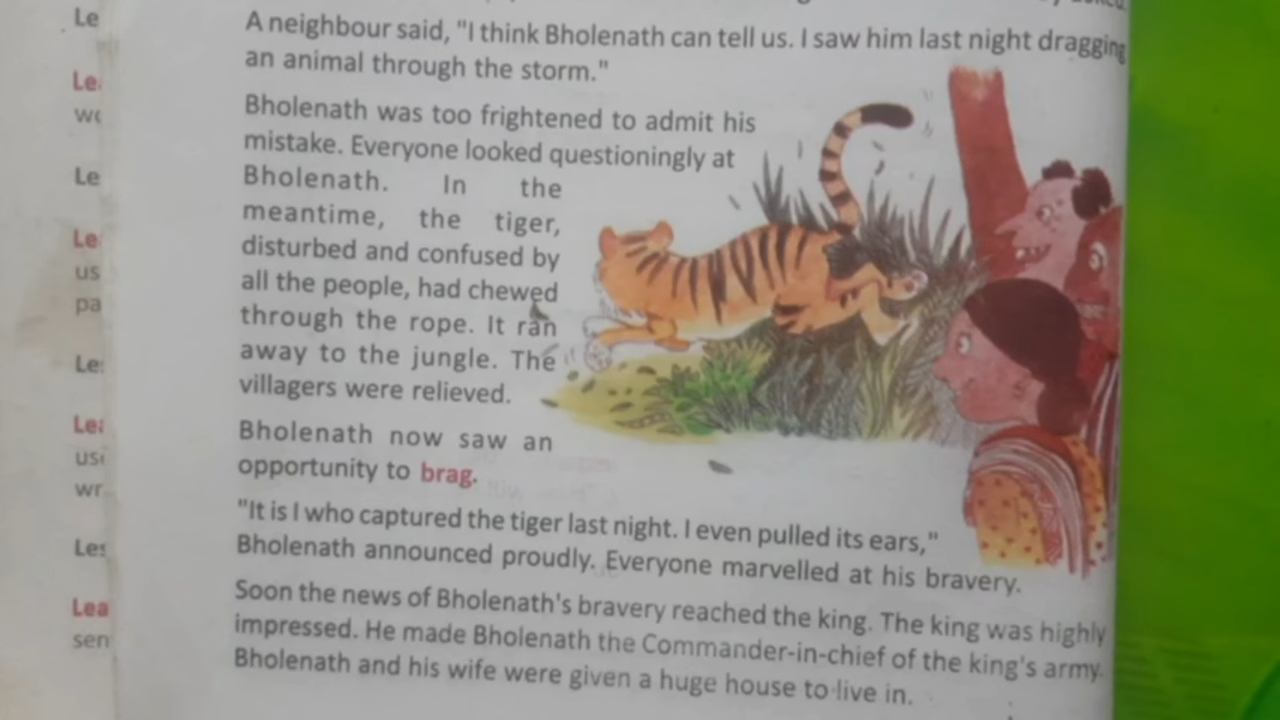 A neighbour said, "I think Bholenath can tell us. I saw him last night dragging
an animal through the storm."
Bholenath was too frightened to admit his
mistake. Everyone looked questioningly at
Bholenath. In the
meantime, the tiger,
disturbed and confused by
all the people, had chewed
through the rope. It ran
away to the jungle. The
villagers were relieved.
Bholenath now saw an
opportunity to brag.
"It is I who captured the tiger last night. I even pulled its ears,"
Bholenath announced proudly. Everyone marvelled at his bravery.
Soon the news of Bholenath's bravery reached the king. The king was highly
impressed. He made Bholenath the Commander-in-chief of the king's army.
Bholenath and his wife were given a huge house to live in.